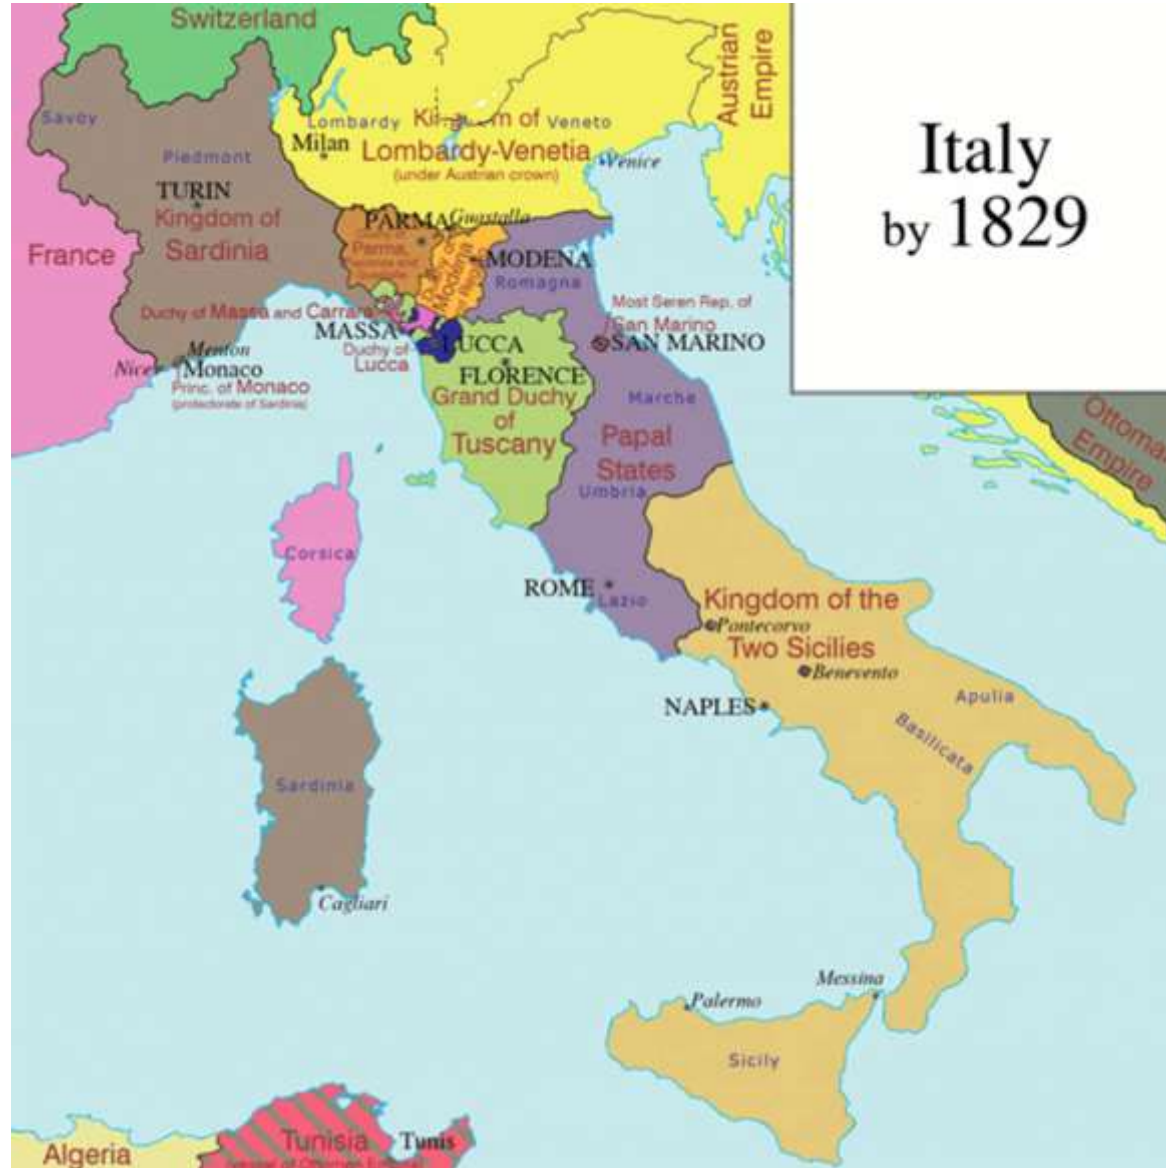 Switzerland
Austrian
Empire
Italy
by 1829
Savoy
Lombardy
Veneto
Milan
Lombardy-Venetia
(under Austrian crown)
Venice
Piedmont
TURIN
Kingdom of
Sardinia
France
PARMA
Guastalla
Parma,
Modena
MODENA
Romagna
Duchy of Massa and Carrara
MASSA
Duchy of
Lucca
LUCCA
Most Seren Rep. of
San Marino
SAN MARINO
Menton
Nice
Monaco
Princ. of Monaco
(protectorate of Sardinia)
FLORENCE
Grand Duchy
of
Tuscany
Marche
Papal
States
Umbria
Ottoma
Empire
Corsica
ROME
Lazio
Kingdom of the
Two Sicilies
Pontecorvo
Benevento
NAPLES
Apulia
Basilicata
Sardinia
Cagliari
Messina
Palermo
Sicily
Algeria
Tunisia
Tunis